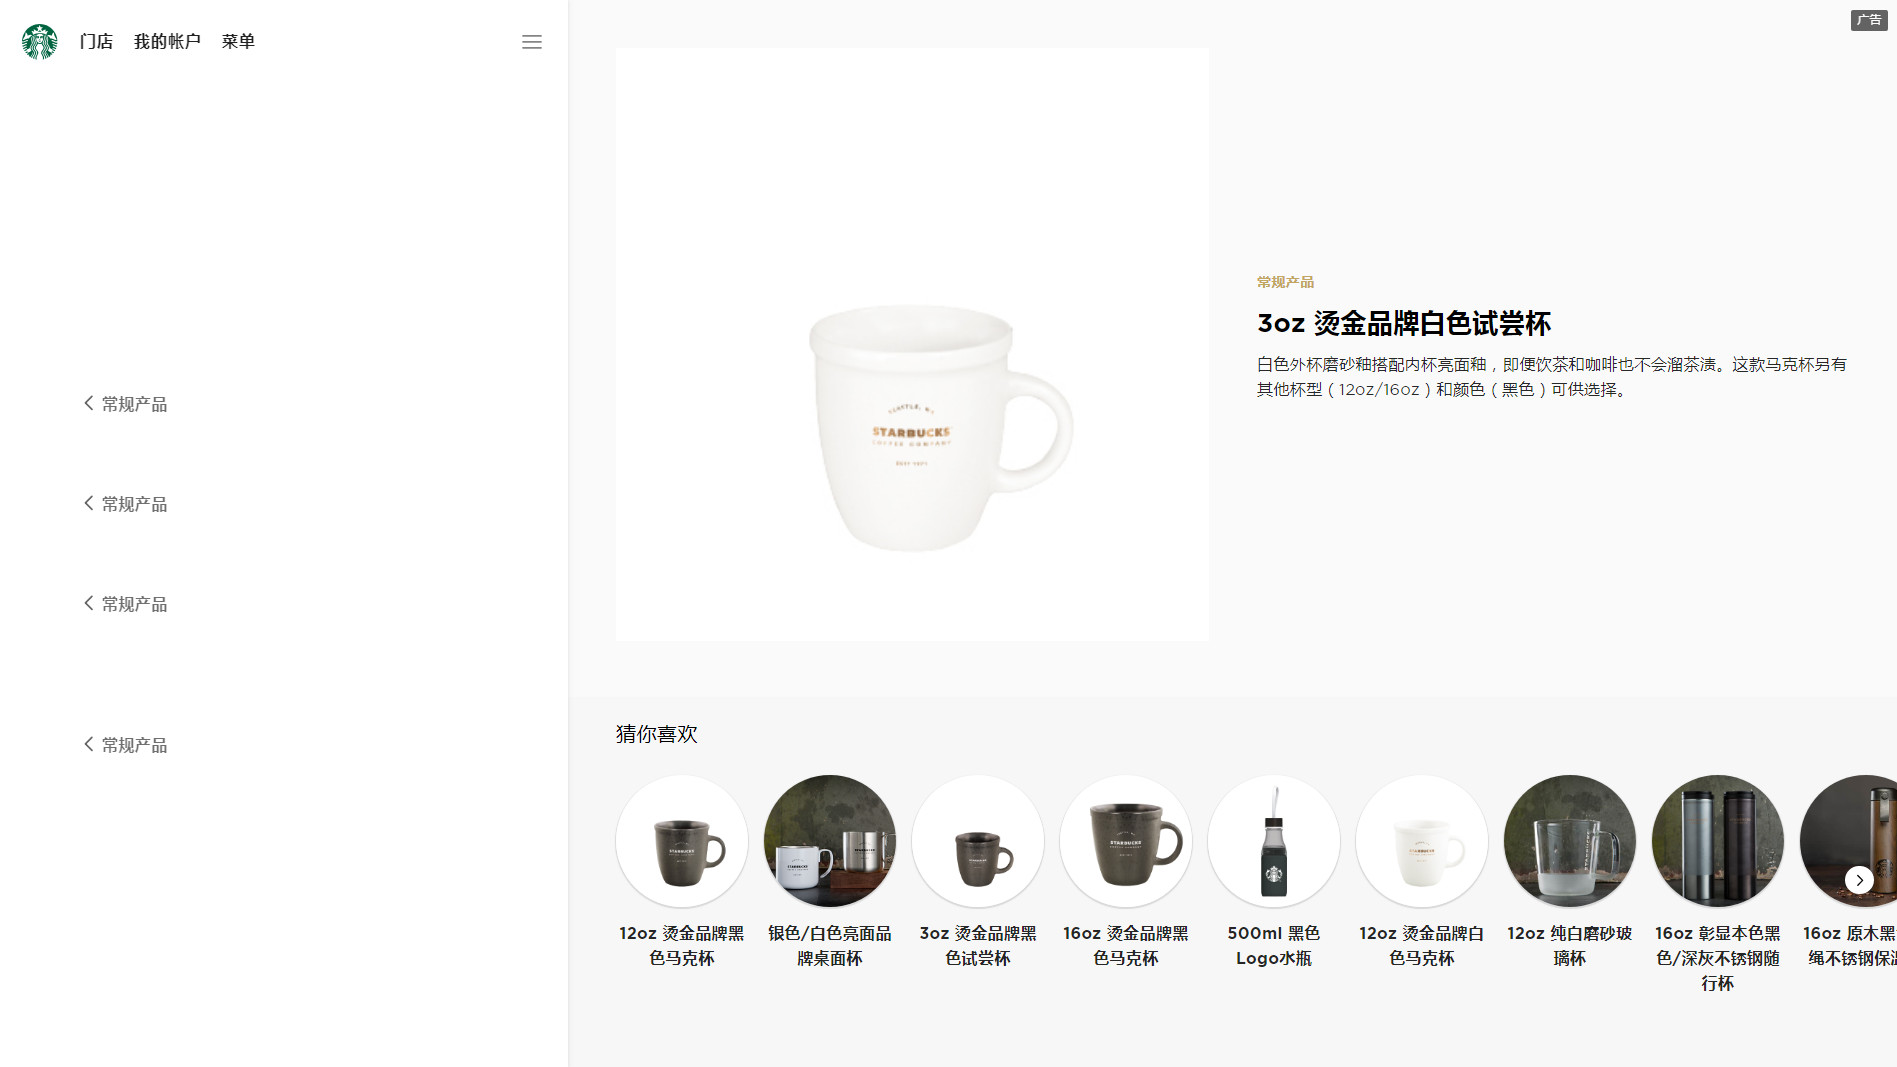 门店 我的帐户 菜单
广告
常规产品
常规产品
常规产品
常规产品
STARBUCKS
COFFEE COMPANY
常规产品
3oz 烫金品牌白色试尝杯
白色外杯磨砂釉搭配内杯亮面釉，即便饮茶和咖啡也不会溜茶渍。这款马克杯另有
其他杯型（12oz/16oz）和颜色（黑色）可供选择。
猜你喜欢
12oz 烫金品牌黑
色马克杯
银色/白色亮面品
牌桌面杯
3oz 烫金品牌黑
色试尝杯
16oz 烫金品牌黑
色马克杯
500ml 黑色
Logo水瓶
12oz 烫金品牌白
色马克杯
12oz 纯白磨砂玻
璃杯
16oz 彰显本色黑
色/深灰不锈钢随
行杯
16oz 原木黑
绳不锈钢保温